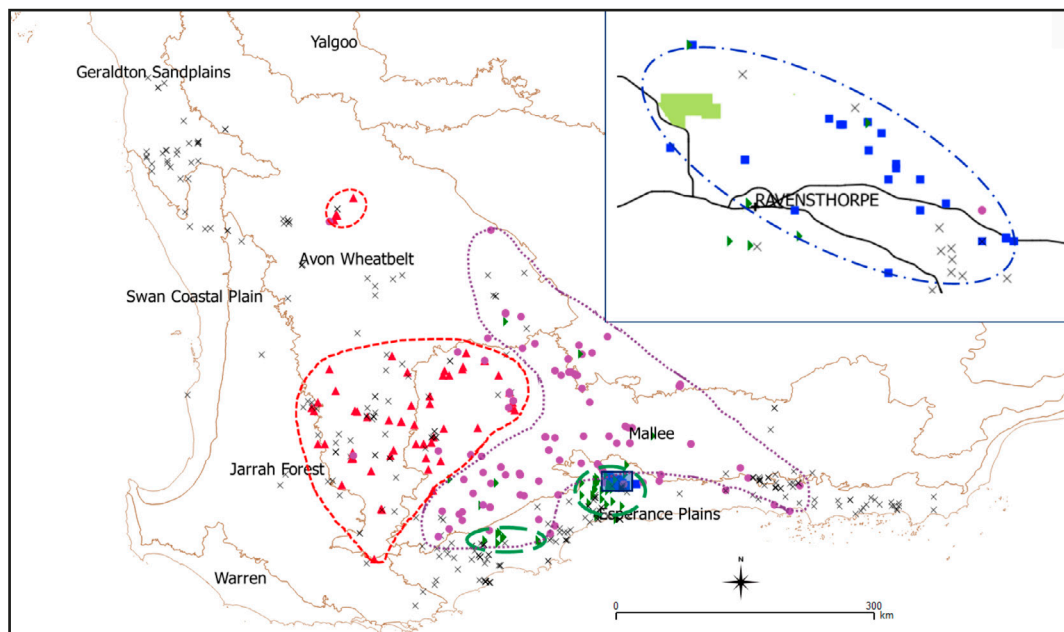 Yalgoo
Geraldton Sandplains
RAVENSTHORPE
Avon Wheatbelt
Swan Coastal Plain
Mallee
Jarrah Forest
Esperance Plains
Warren
N
0 300
km